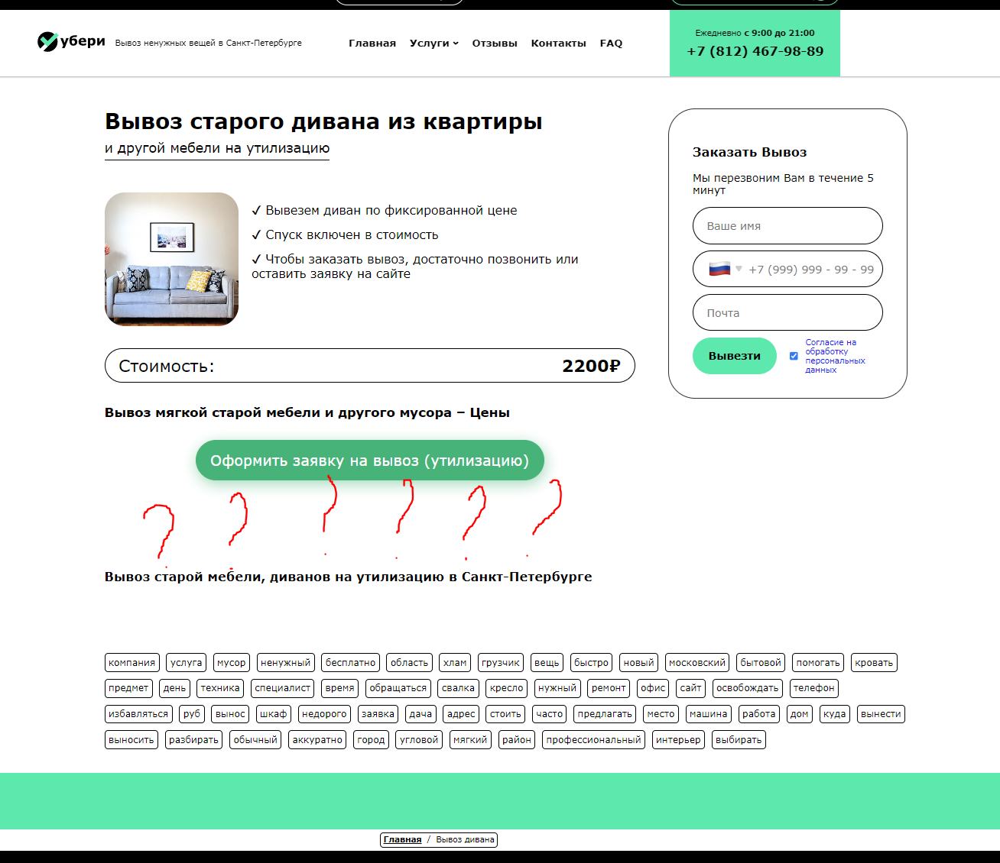 убери
Вывоз ненужных вещей в Санкт-Петербурге
Главная Услуги Отзывы Контакты FAQ
Ежедневно с 9:00 до 21:00
+7 (812) 467-98-89
Вывоз старого дивана из квартиры
и другой мебели на утилизацию
✓ Вывезем диван по фиксированной цене
✓ Спуск включен в стоимость
✓ Чтобы заказать вывоз, достаточно позвонить или
оставить заявку на сайте
Стоимость: 2200₽
Вывоз мягкой старой мебели и другого мусора – Цены
Оформить заявку на вывоз (утилизацию)
? ? ? ? ? ?
Вывоз старой мебели, диванов на утилизацию в Санкт-Петербурге
Заказать Вывоз
Мы перезвоним Вам в течение 5
минут
Ваше имя
+7 (999) 999 - 99 - 99
Почта
Вывезти
Согласие на
обработку
персональных
данных
компания услуга мусор ненужный бесплатно область хлам грузчик вещь быстро новый московский бытовой помогать кровать
предмет день техника специалист время обращаться свалка кресло нужный ремонт офис сайт освобождать телефон
избавляться руб вынос шкаф недорого заявка дача адрес стоить часто предлагать место машина работа дом куда вынести
выносить разбирать обычный аккуратно город угловой мягкий район профессиональный интерьер выбирать
Главная / Вывоз дивана